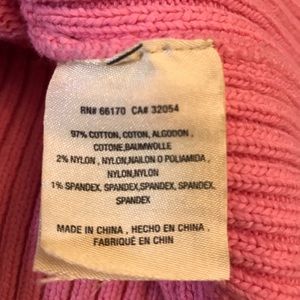 RN# 66170 CA# 32054
97% COTTON, COTON, ALGODON ,
COTONE,BAUMWOLLE
2% NYLON , NYLON,NAILON O POLIAMIDA ,
NYLON,NYLON
1% SPANDEX, SPANDEX,SPANDEX, SPANDEX,
SPANDEX
MADE IN CHINA , HECHO EN CHINA ,
FABRIQUÉ EN CHIN